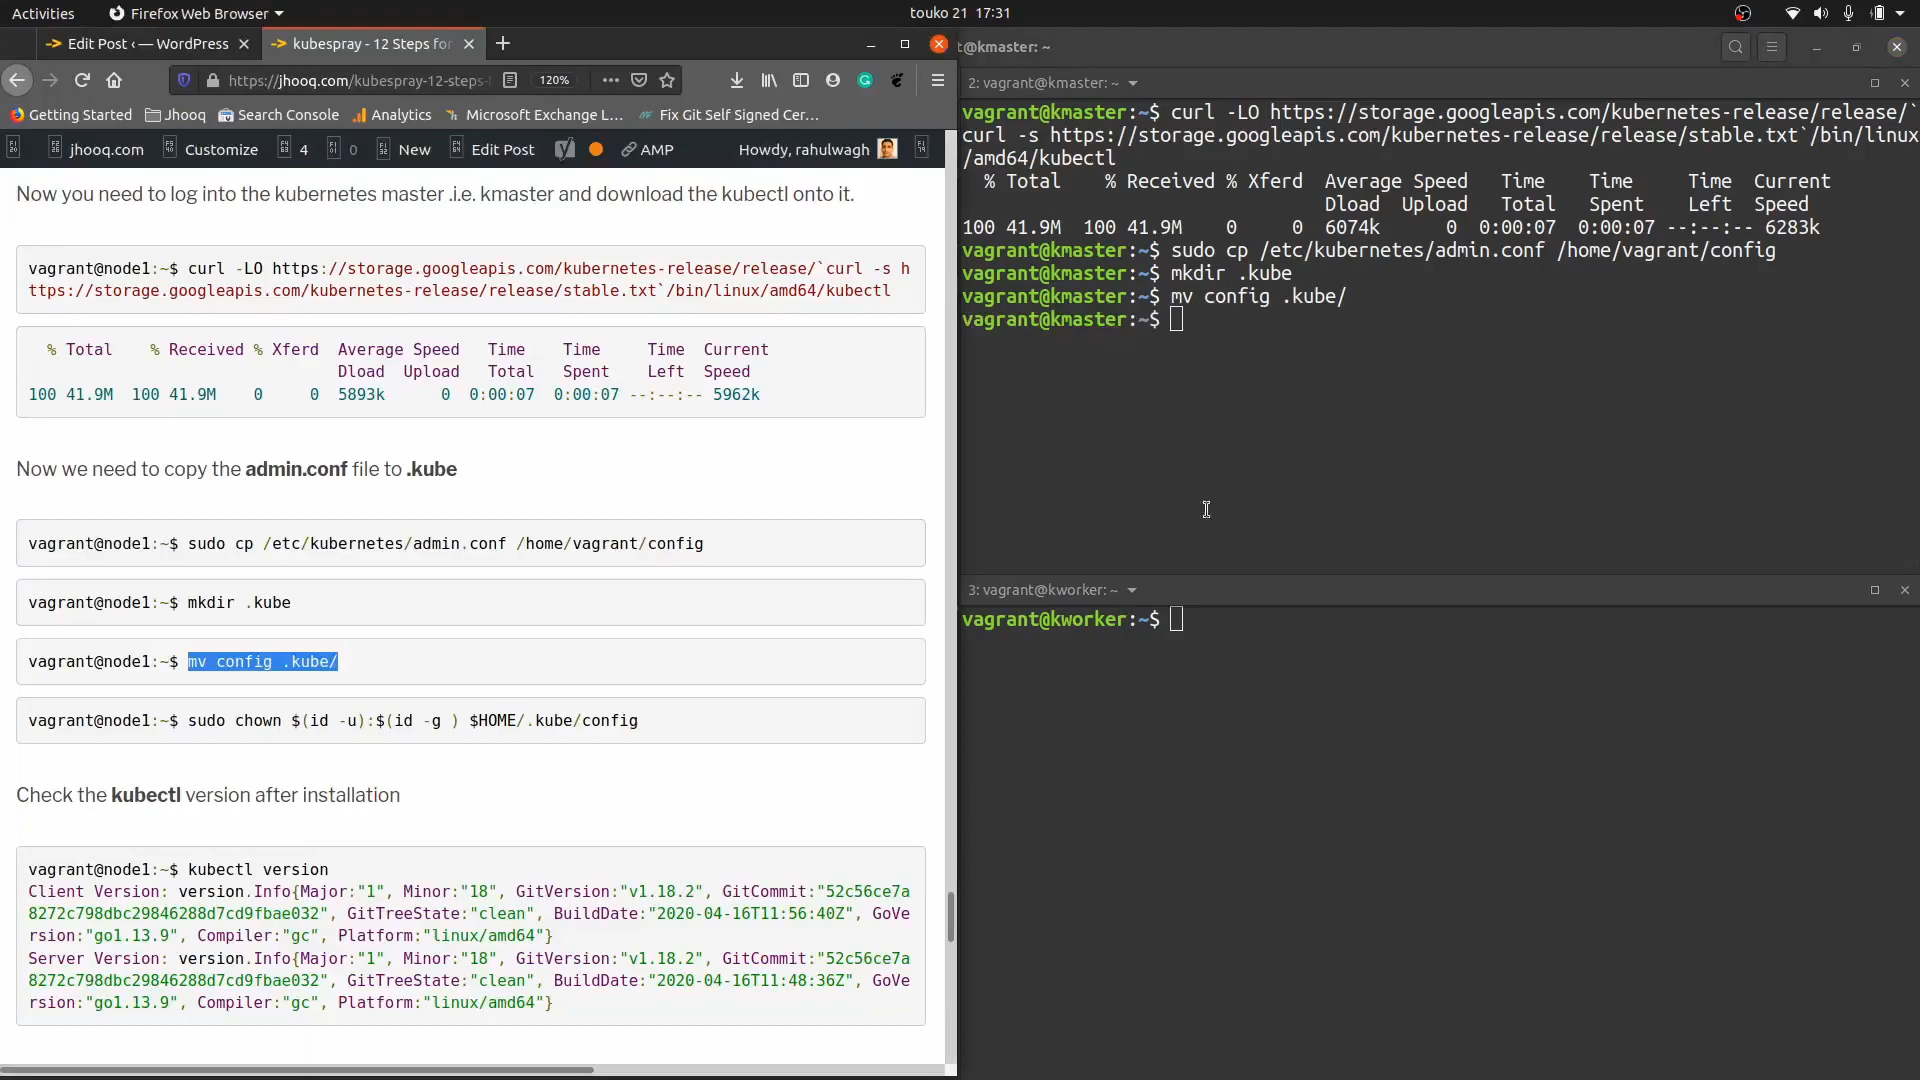 Activities
Firefox Web Browser
touko 21 17:31
Edit Post ‹ — WordPress
kubespray - 12 Steps for
https://jhooq.com/kubespray-12-steps-
120%
Getting Started
Jhooq
Search Console
Analytics
Microsoft Exchange L...
Fix Git Self Signed Cer...
jhooq.com
Customize
4
0
New
Edit Post
AMP
Howdy, rahulwagh
Now you need to log into the kubernetes master .i.e. kmaster and download the kubectl onto it.
vagrant@node1:~$ curl -LO https://storage.googleapis.com/kubernetes-release/release/`curl -s h
ttps://storage.googleapis.com/kubernetes-release/release/stable.txt`/bin/linux/amd64/kubectl
% Total % Received % Xferd Average Speed Time Time Time Current
Dload Upload Total Spent Left Speed
100 41.9M 100 41.9M 0 0 5893k 0 0:00:07 0:00:07 --:--:-- 5962k
Now we need to copy the admin.conf file to .kube
vagrant@node1:~$ sudo cp /etc/kubernetes/admin.conf /home/vagrant/config
vagrant@node1:~$ mkdir .kube
vagrant@node1:~$ mv config .kube/
vagrant@node1:~$ sudo chown $(id -u):$(id -g ) $HOME/.kube/config
Check the kubectl version after installation
vagrant@node1:~$ kubectl version
Client Version: version.Info{Major:"1", Minor:"18", GitVersion:"v1.18.2", GitCommit:"52c56ce7a
8272c798dbc29846288d7cd9fbae032", GitTreeState:"clean", BuildDate:"2020-04-16T11:56:40Z", GoVe
rsion:"go1.13.9", Compiler:"gc", Platform:"linux/amd64"}
Server Version: version.Info{Major:"1", Minor:"18", GitVersion:"v1.18.2", GitCommit:"52c56ce7a
8272c798dbc29846288d7cd9fbae032", GitTreeState:"clean", BuildDate:"2020-04-16T11:48:36Z", GoVe
rsion:"go1.13.9", Compiler:"gc", Platform:"linux/amd64"}
t@kmaster: ~
2: vagrant@kmaster: ~
vagrant@kmaster:~$ curl -LO https://storage.googleapis.com/kubernetes-release/release/`
curl -s https://storage.googleapis.com/kubernetes-release/release/stable.txt`/bin/linux
/amd64/kubectl
% Total % Received % Xferd Average Speed Time Time Time Current
Dload Upload Total Spent Left Speed
100 41.9M 100 41.9M 0 0 6074k 0 0:00:07 0:00:07 --:--:-- 6283k
vagrant@kmaster:~$ sudo cp /etc/kubernetes/admin.conf /home/vagrant/config
vagrant@kmaster:~$ mkdir .kube
vagrant@kmaster:~$ mv config .kube/
vagrant@kmaster:~$
3: vagrant@kworker: ~
vagrant@kworker:~$